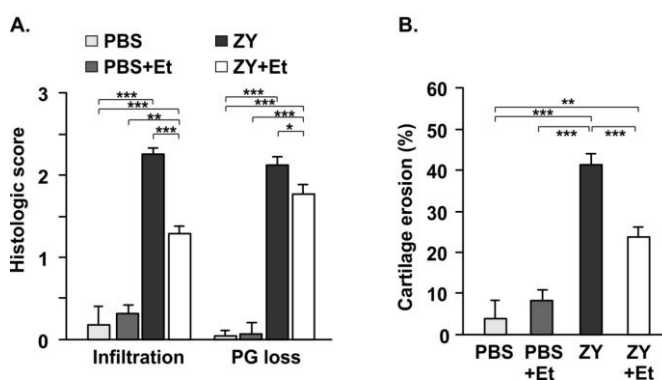 A.
PBS
ZY
PBS+Et
ZY+Et
Histologic score
3
2
1
0
***
***
**
***
***
***
***
*
Infiltration
PG loss
B.
Cartilage erosion (%)
60
50
40
30
20
10
0
**
***
***
***
PBS
PBS
+Et
ZY
ZY
+Et